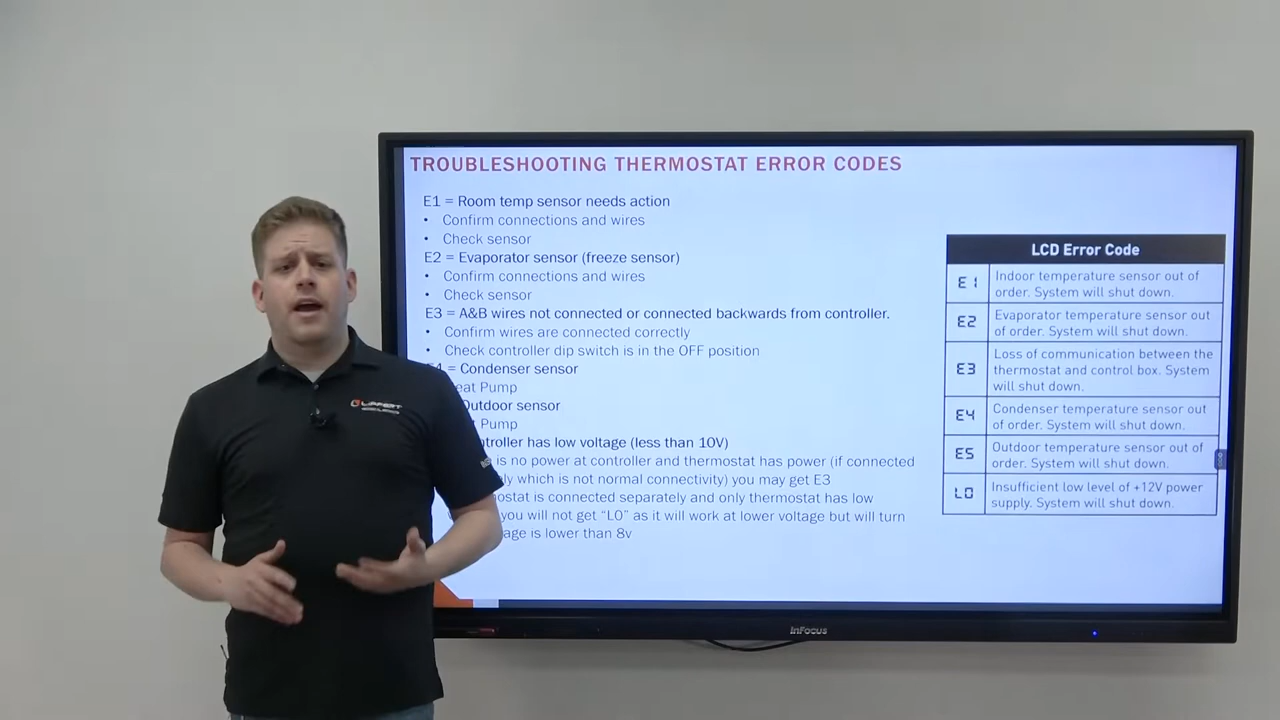 TROUBLESHOOTING THERMOSTAT ERROR CODES
E1 = Room temp sensor needs action
• Confirm connections and wires
• Check sensor
E2 = Evaporator sensor (freeze sensor)
• Confirm connections and wires
• Check sensor
E3 = A&B wires not connected or connected backwards from controller.
• Confirm wires are connected correctly
• Check controller dip switch is in the OFF position
= Condenser sensor
Pump
Outdoor sensor
Pump
has low voltage (less than 10V)
is no power at controller and thermostat has power (if connected
which is not normal connectivity) you may get E3
is connected separately and only thermostat has low
you will not get "L0" as it will work at lower voltage but will turn
is lower than 8v
LCD Error Code
E1 Indoor temperature sensor out of
order. System will shut down.
E2 Evaporator temperature sensor out
of order. System will shut down.
E3 Loss of communication between the
thermostat and control box. System
will shut down.
E4 Condenser temperature sensor out
of order. System will shut down.
E5 Outdoor temperature sensor out of
order. System will shut down.
L0 Insufficient low level of +12V power
supply. System will shut down.
LIPPERT
InFocus